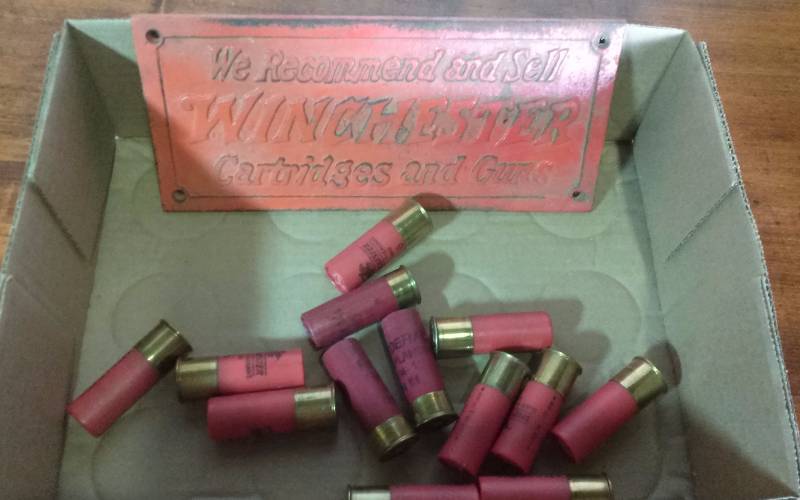 We Recommend and Sell
WINCHESTER
Cartridges and Guns